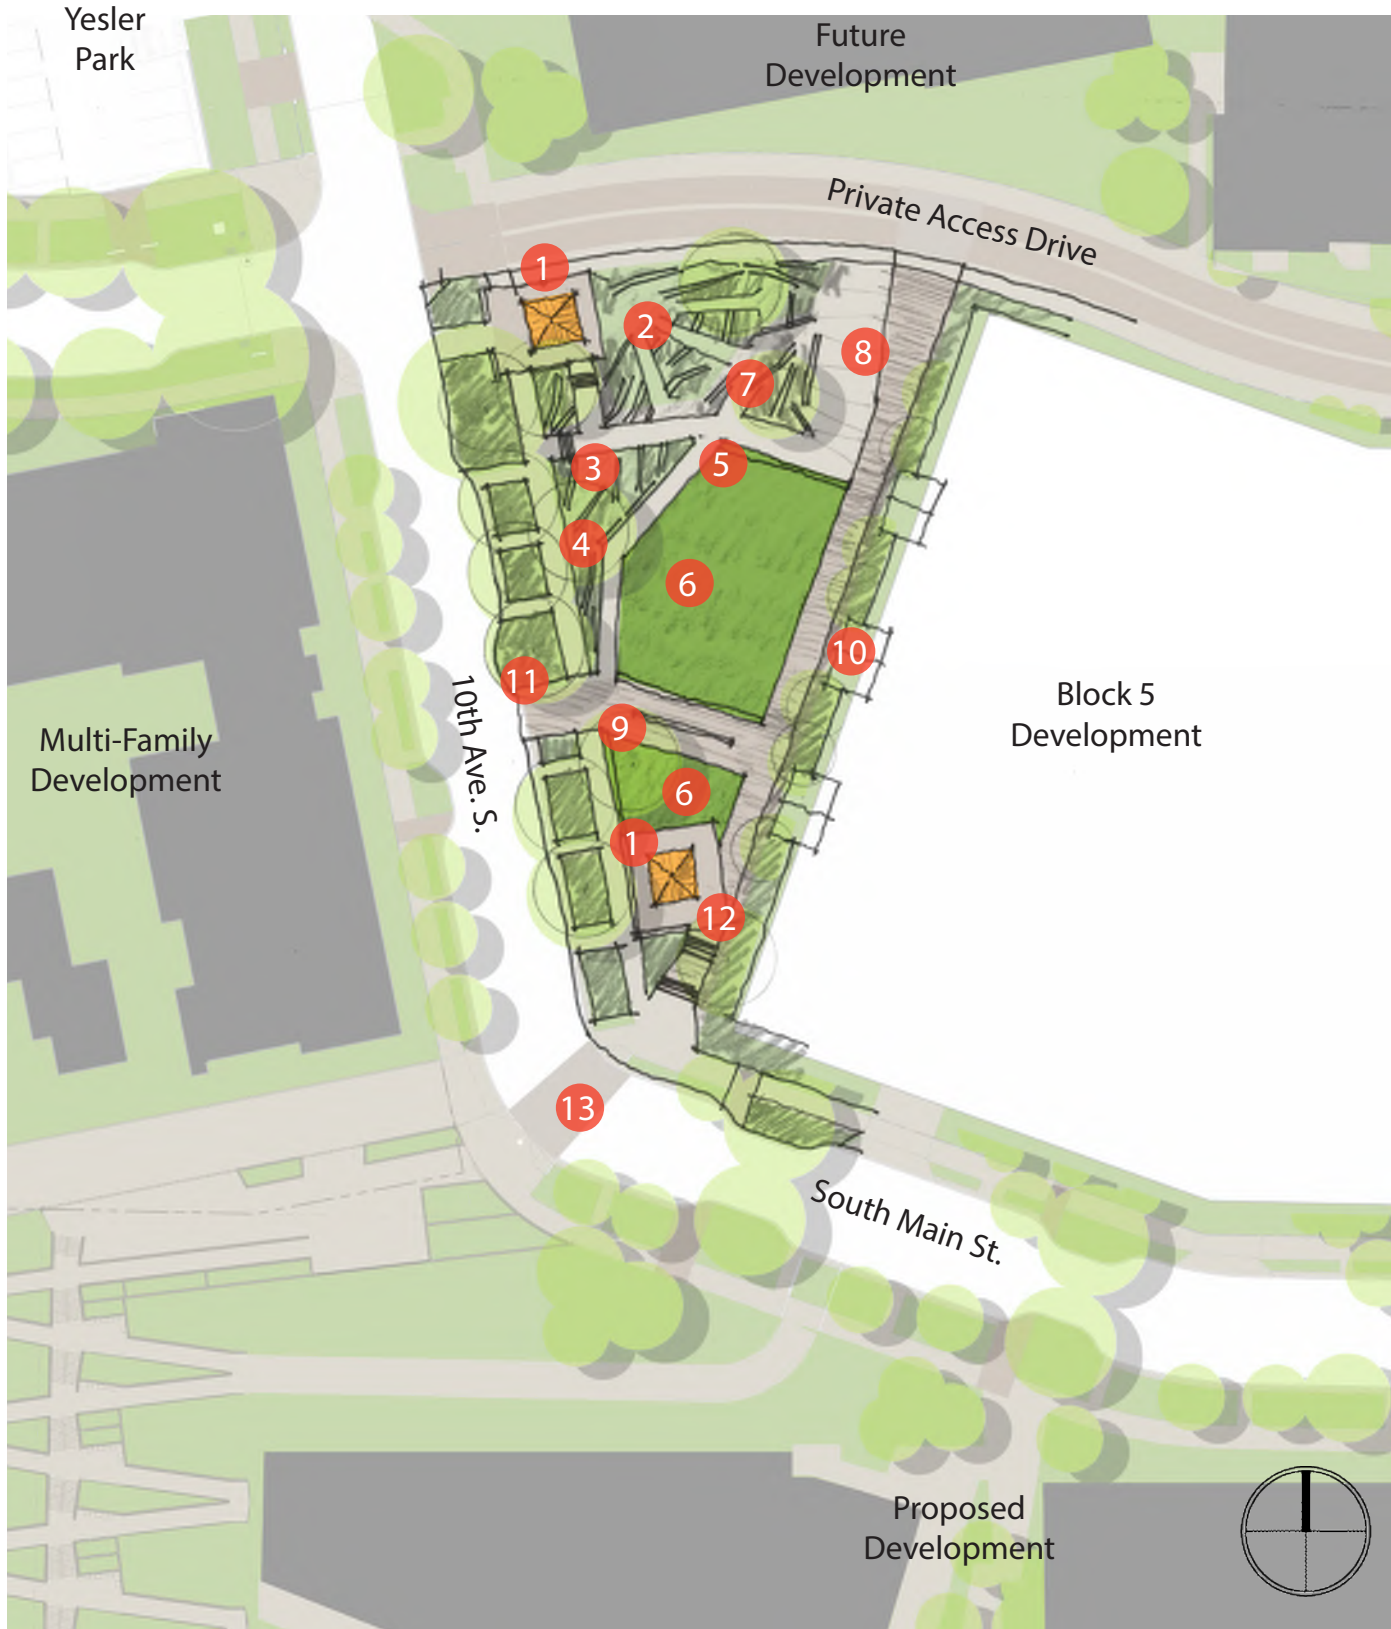 Yesler
Park
Future
Development
Private Access Drive
1
2
8
7
3
5
4
6
10
11
10th Ave. S.
Block 5
Development
9
Multi-Family
Development
6
1
12
13
South Main St.
Proposed
Development